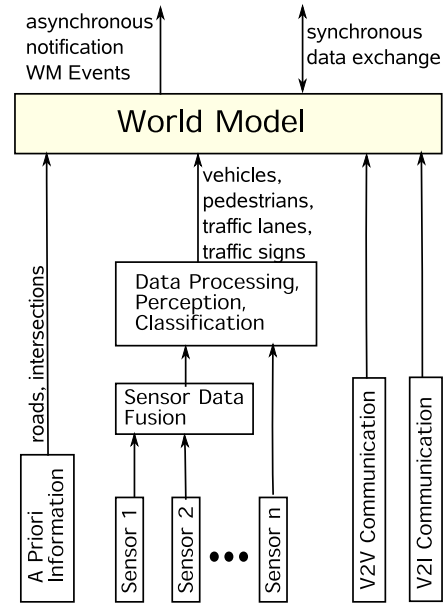 asynchronous
notification
WM Events
synchronous
data exchange
World Model
vehicles,
pedestrians,
traffic lanes,
traffic signs
roads, intersections
Data Processing,
Perception,
Classification
Sensor Data
Fusion
A Priori
Information
Sensor 1
Sensor 2
Sensor n
V2V Communication
V2I Communication